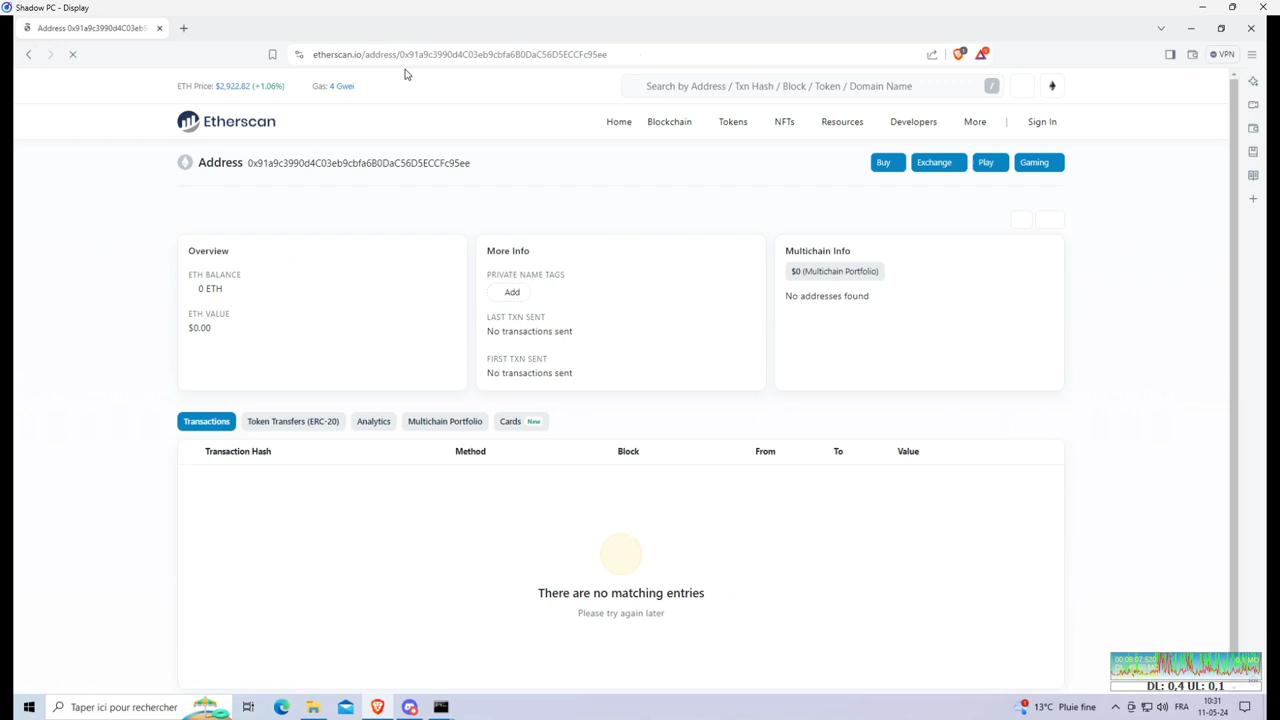 Shadow PC - Display
Address 0x91a9c3990d4C03eb9
etherscan.io/address/0x91a9c3990d4C03eb9cbfa6B0DaC56D5ECCFc95ee
VPN
ETH Price: $2,922.82 (+1.06%) Gas: 4 Gwei
Search by Address / Txn Hash / Block / Token / Domain Name /
Etherscan
Home Blockchain Tokens NFTs Resources Developers More | Sign In
Address 0x91a9c3990d4C03eb9cbfa6B0DaC56D5ECCFc95ee
Buy Exchange Play Gaming
Overview
ETH BALANCE
0 ETH
ETH VALUE
$0.00
More Info
PRIVATE NAME TAGS
Add
LAST TXN SENT
No transactions sent
FIRST TXN SENT
No transactions sent
Multichain Info
$0 (Multichain Portfolio)
No addresses found
Transactions Token Transfers (ERC-20) Analytics Multichain Portfolio Cards New
Transaction Hash Method Block From To Value
There are no matching entries
Please try again later
DL: 0,4 UL: 0,1
Taper ici pour rechercher
13°C Pluie fine
FRA
10:31
11-05-24